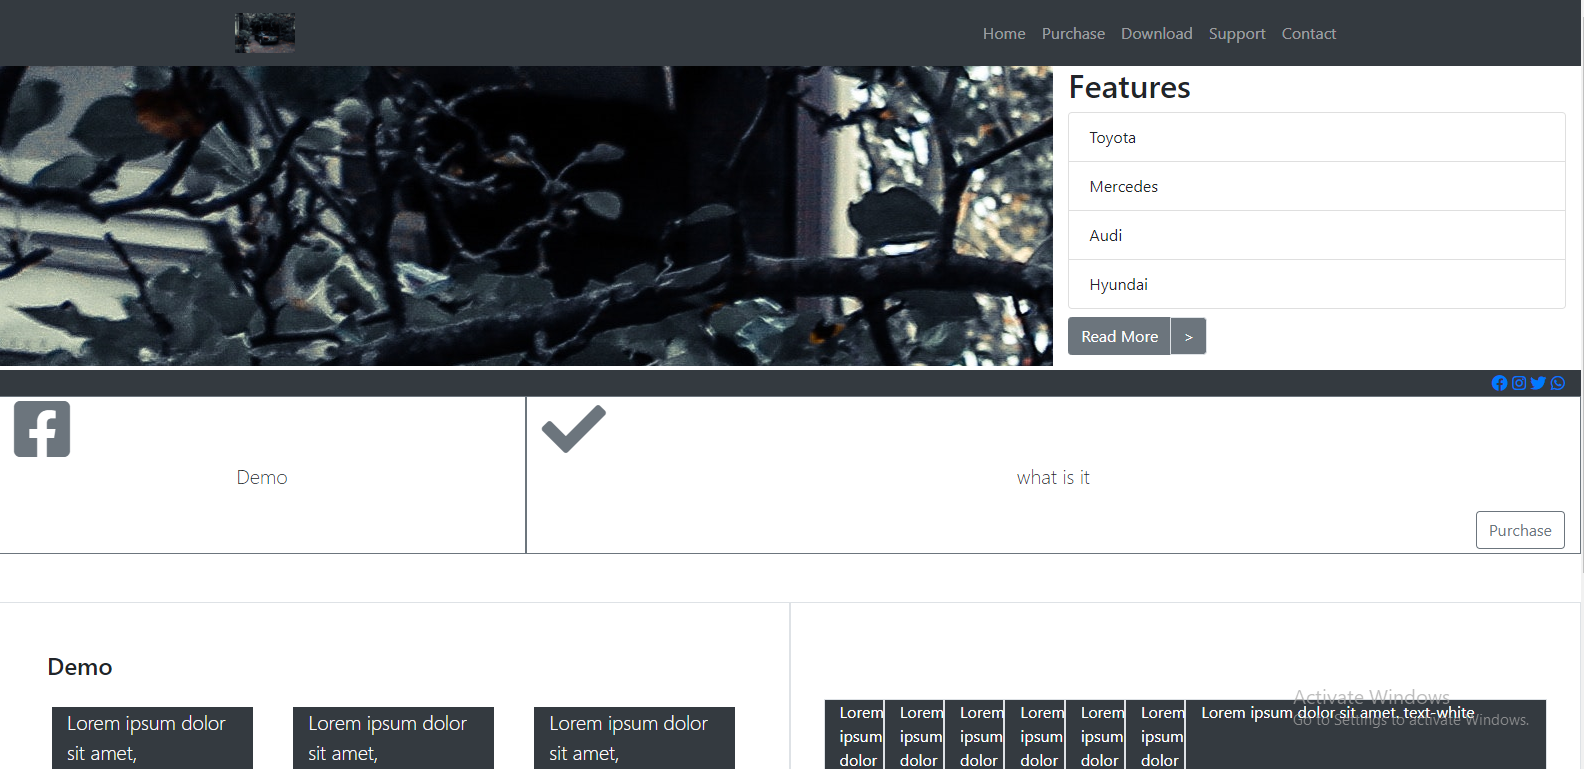 Home Purchase Download Support Contact
Features
Toyota
Mercedes
Audi
Hyundai
Read More >
Demo
what is it
Purchase
Demo
Lorem ipsum dolor
sit amet,
Lorem ipsum dolor
sit amet,
Lorem ipsum dolor
sit amet,
Lorem
ipsum
dolor
Lorem
ipsum
dolor
Lorem
ipsum
dolor
Lorem
ipsum
dolor
Lorem
ipsum
dolor
Lorem
ipsum
dolor
Lorem ipsum dolor sit amet. text-white
Activate Windows
Go to Settings to activate Windows.